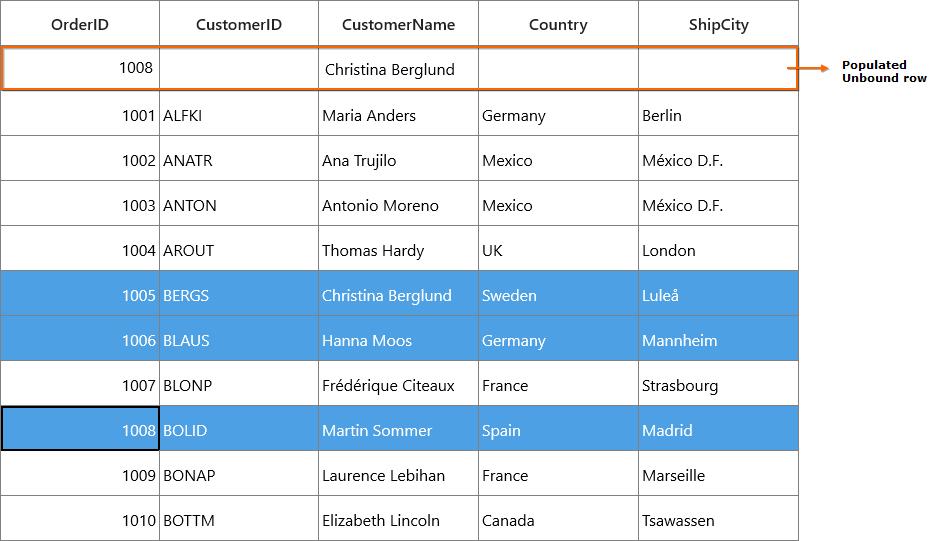 OrderID CustomerID CustomerName Country ShipCity
1008 Christina Berglund
Populated
Unbound row
1001 ALFKI Maria Anders Germany Berlin
1002 ANATR Ana Trujilo Mexico México D.F.
1003 ANTON Antonio Moreno Mexico México D.F.
1004 AROUT Thomas Hardy UK London
1005 BERGS Christina Berglund Sweden Luleå
1006 BLAUS Hanna Moos Germany Mannheim
1007 BLONP Frédérique Citeaux France Strasbourg
1008 BOLID Martin Sommer Spain Madrid
1009 BONAP Laurence Lebihan France Marseille
1010 BOTTM Elizabeth Lincoln Canada Tsawassen